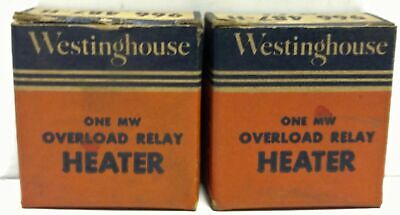 Westinghouse
ONE MW
OVERLOAD RELAY
HEATER
Westinghouse
ONE MW
OVERLOAD RELAY
HEATER